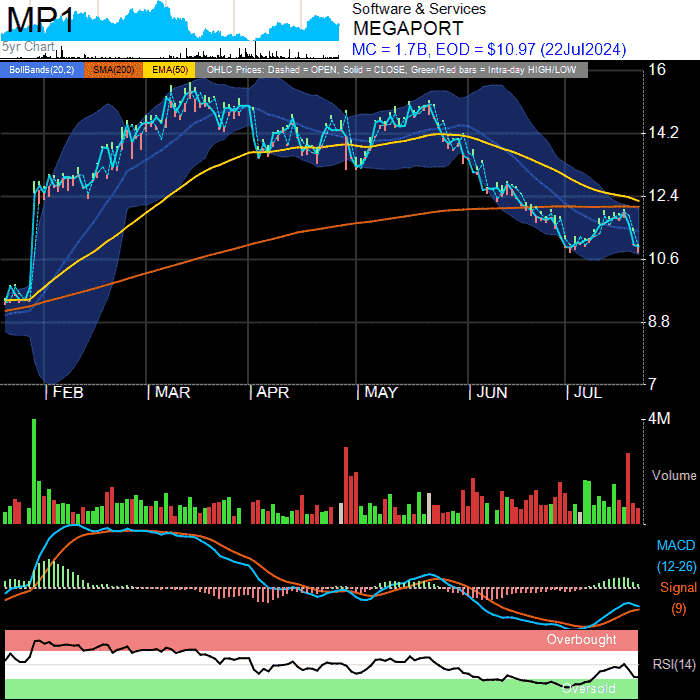 MP1
5yr Chart
Software & Services
MEGAPORT
MC = 1.7B, EOD = $10.97 (22Jul2024)
BollBands(20,2) SMA(200) EMA(50) OHLC Prices: Dashed = OPEN, Solid = CLOSE, Green/Red bars = Intra-day HIGH/LOW
16
14.2
12.4
10.6
8.8
7
FEB MAR APR MAY JUN JUL
4M
Volume
MACD
(12-26)
Signal
(9)
Overbought
RSI(14)
Oversold